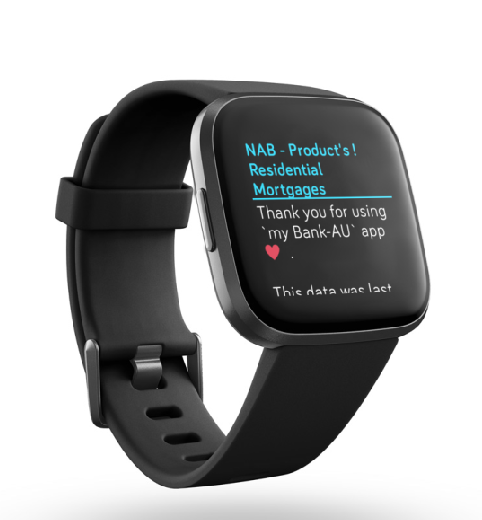 NAB - Product's !
Residential
Mortgages
Thank you for using
`my Bank-AU` app
❤ .
This data was last